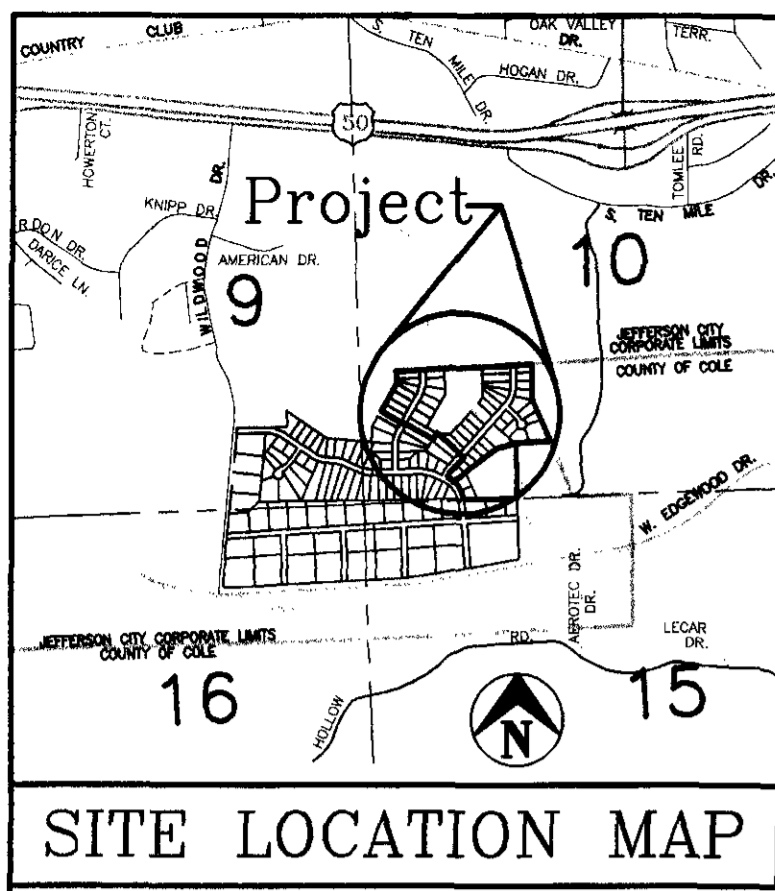 COUNTRY CLUB
S. TEN MILE DR.
OAK VALLEY
DR.
TERR.
HOGAN DR.
50
HOWERTON
CT.
TOMLEE
RD.
DR.
S. TEN MILE
KNIPP DR.
WILDWOOD DR.
Project
DON DR.
DARICE LN.
AMERICAN DR.
9
10
JEFFERSON CITY
CORPORATE LIMITS
COUNTY OF COLE
W. EDGEWOOD DR.
AEROTEC DR.
DR.
JEFFERSON CITY CORPORATE LIMITS
COUNTY OF COLE
RD.
LECAR
DR.
16
15
HOLLOW
N
SITE LOCATION MAP